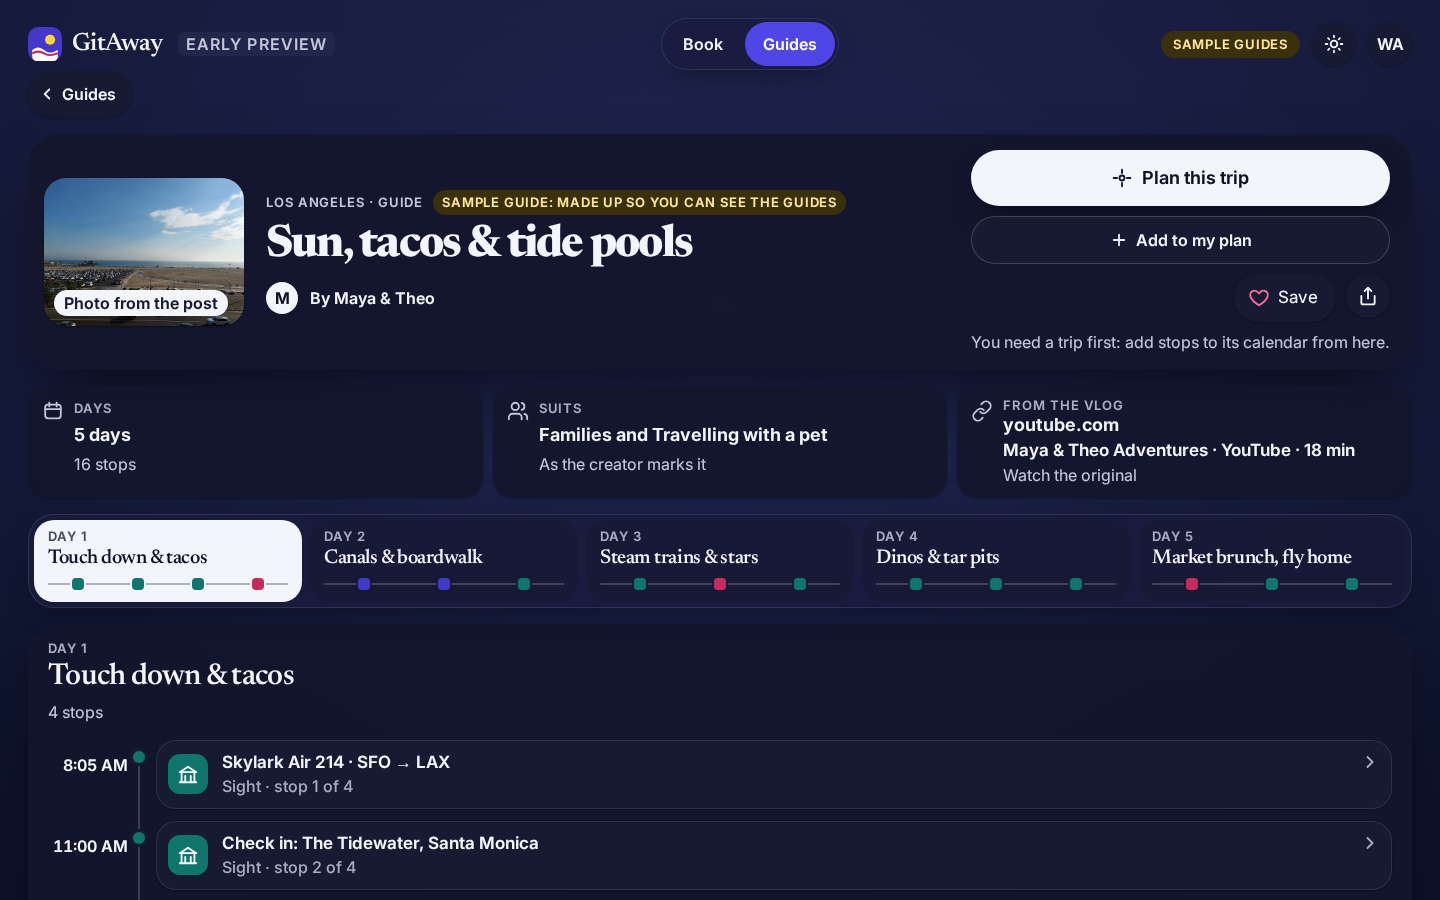 GitAway
EARLY PREVIEW
Book
Guides
SAMPLE GUIDES
WA
Guides
Photo from the post
LOS ANGELES · GUIDE
SAMPLE GUIDE: MADE UP SO YOU CAN SEE THE GUIDES
Sun, tacos & tide pools
M
By Maya & Theo
Plan this trip
Add to my plan
Save
You need a trip first: add stops to its calendar from here.
DAYS
5 days
16 stops
SUITS
Families and Travelling with a pet
As the creator marks it
FROM THE VLOG
youtube.com
Maya & Theo Adventures · YouTube · 18 min
Watch the original
DAY 1
Touch down & tacos
DAY 2
Canals & boardwalk
DAY 3
Steam trains & stars
DAY 4
Dinos & tar pits
DAY 5
Market brunch, fly home
DAY 1
Touch down & tacos
4 stops
8:05 AM
Skylark Air 214 · SFO → LAX
Sight · stop 1 of 4
11:00 AM
Check in: The Tidewater, Santa Monica
Sight · stop 2 of 4